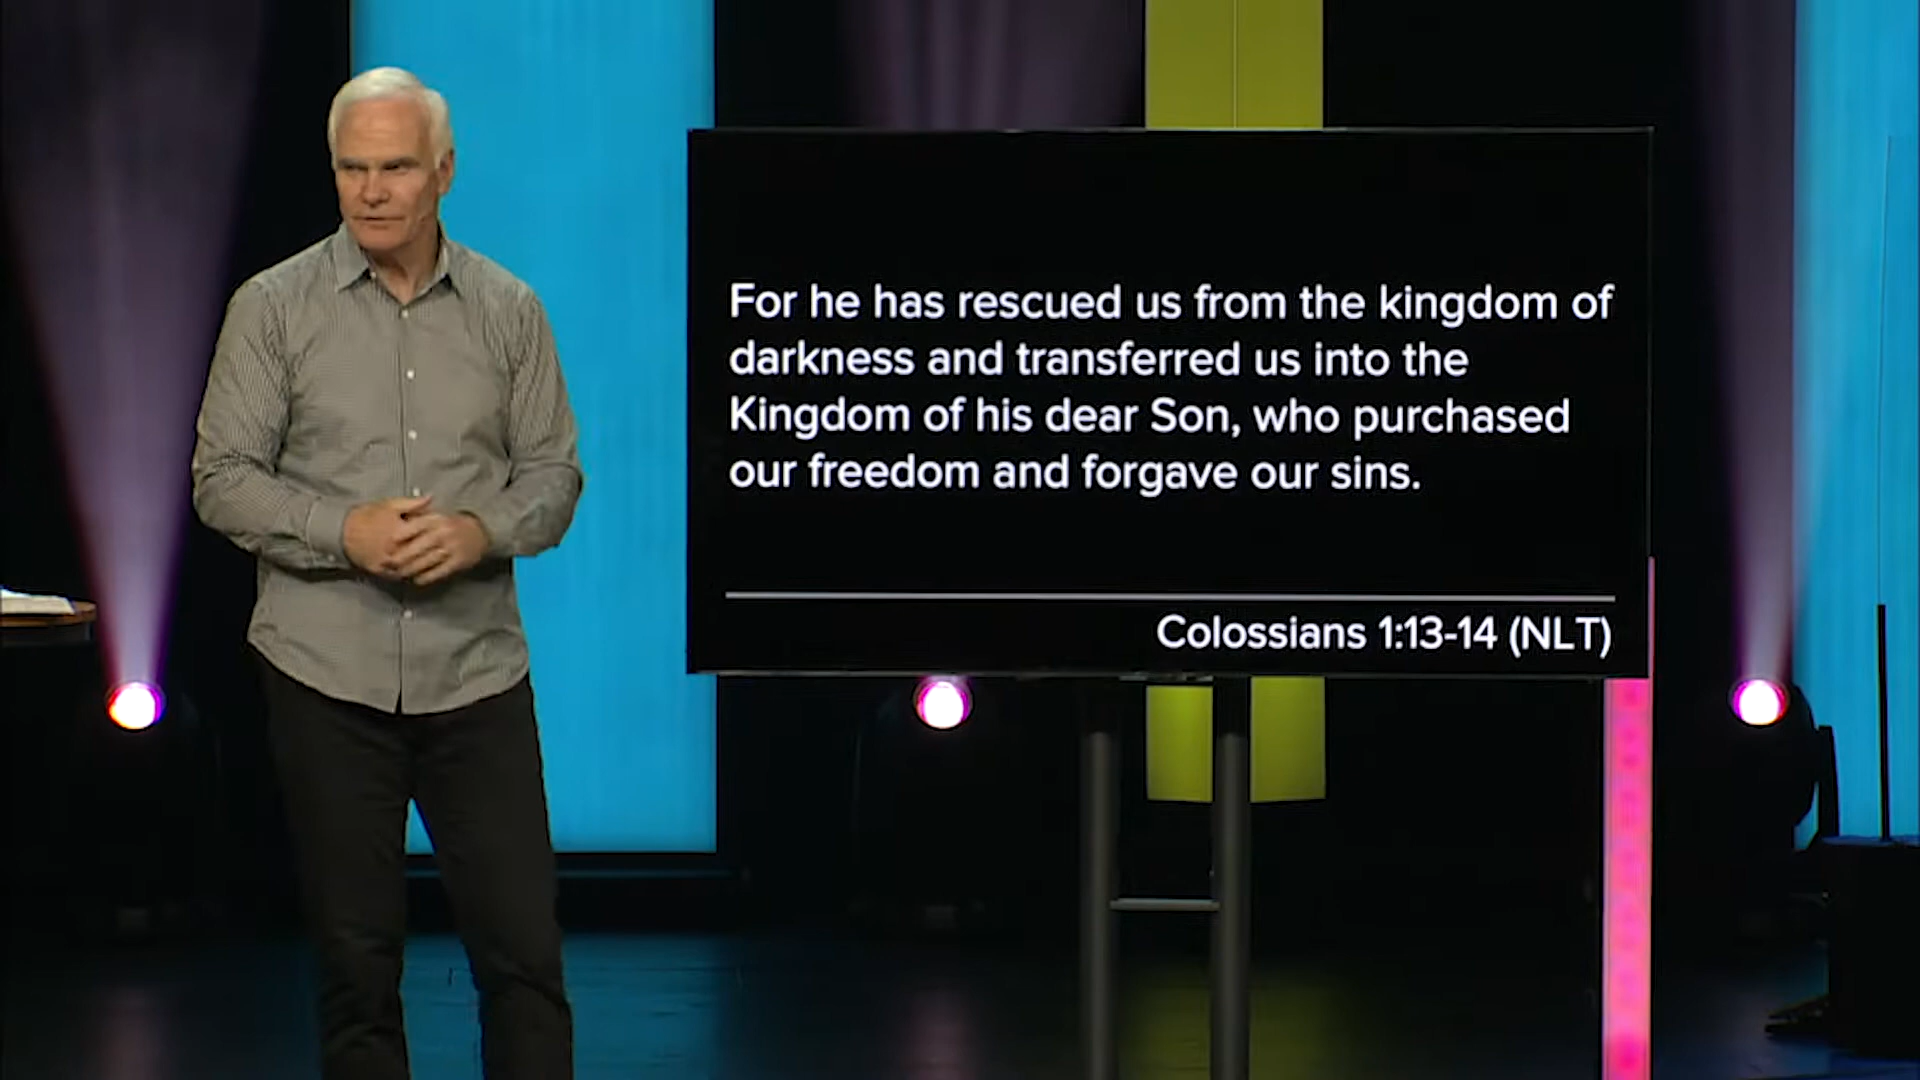 For he has rescued us from the kingdom of
darkness and transferred us into the
Kingdom of his dear Son, who purchased
our freedom and forgave our sins.
Colossians 1:13-14 (NLT)